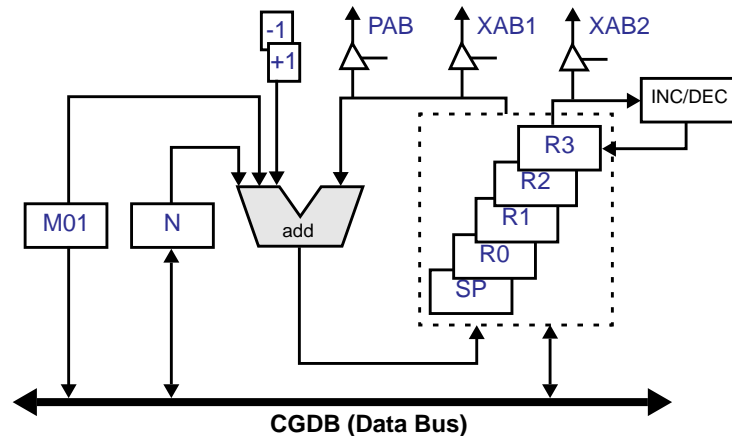 PAB
XAB1
XAB2
-1
+1
INC/DEC
R3
R2
M01
N
R1
add
R0
SP
CGDB (Data Bus)